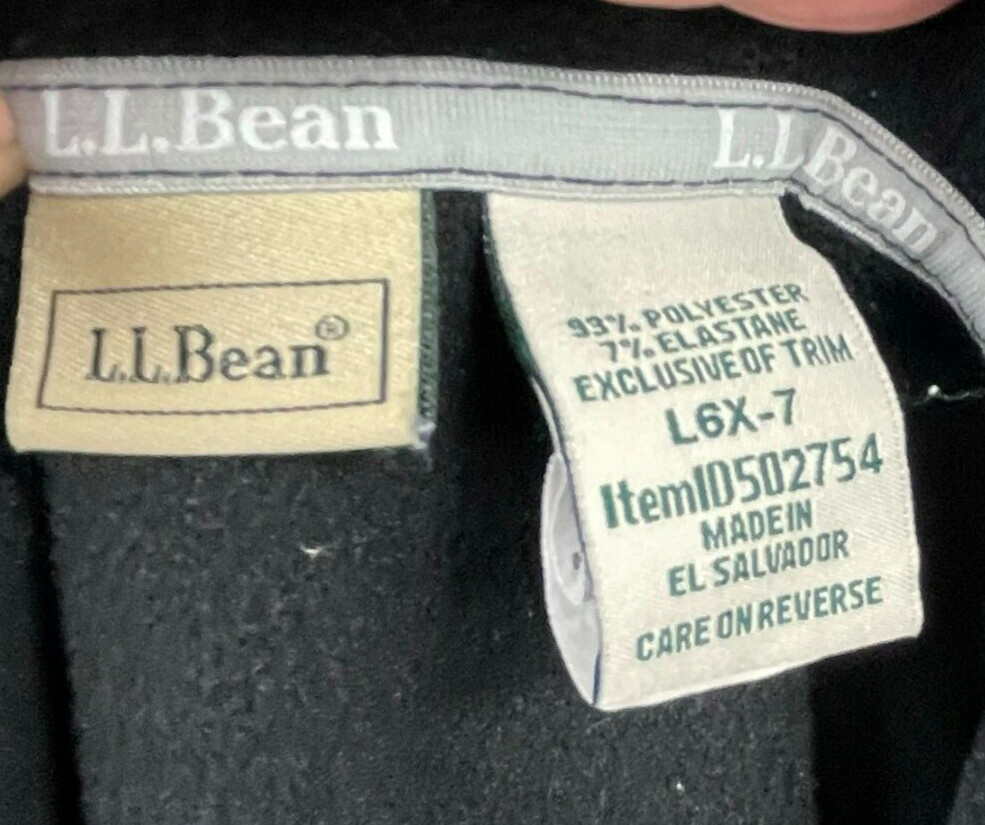 L.L.Bean
L.L.Bean
L.L.Bean®
93% POLYESTER
7% ELASTANE
EXCLUSIVE OF TRIM
L6X-7
ItemID502754
MADE IN
EL SALVADOR
CARE ON REVERSE